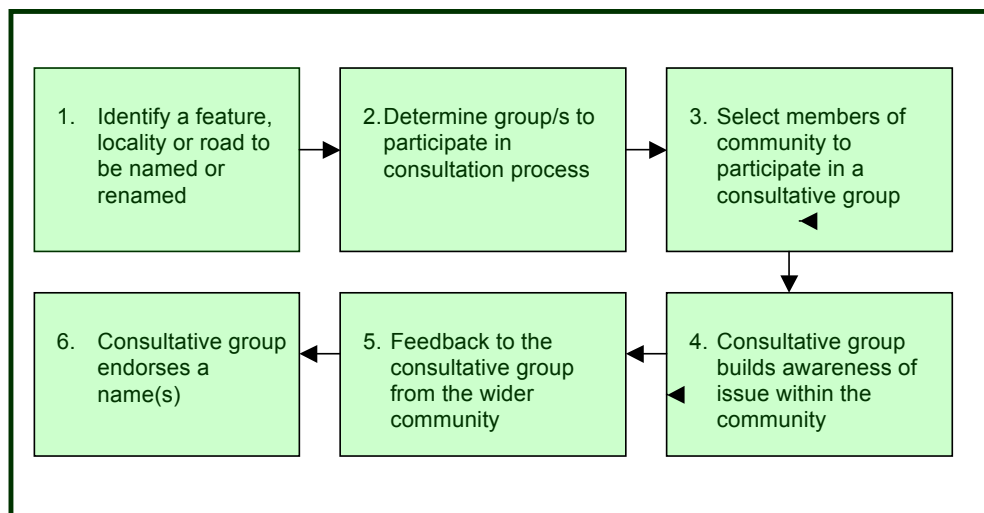 1. Identify a feature,
locality or road to
be named or
renamed
2. Determine group/s to
participate in
consultation process
3. Select members of
community to
participate in a
consultative group
4. Consultative group
builds awareness of
issue within the
community
5. Feedback to the
consultative group
from the wider
community
6. Consultative group
endorses a
name(s)